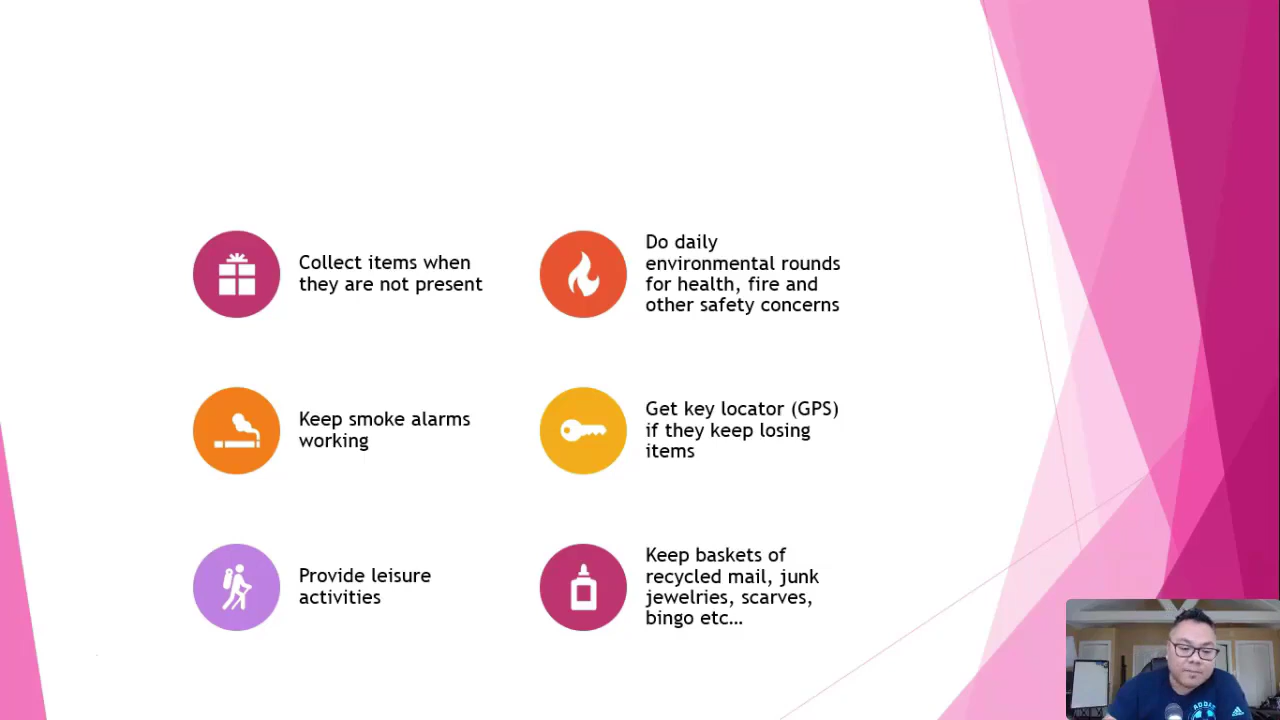 Collect items when
they are not present
Do daily
environmental rounds
for health, fire and
other safety concerns
Keep smoke alarms
working
Get key locator (GPS)
if they keep losing
items
Provide leisure
activities
Keep baskets of
recycled mail, junk
jewelries, scarves,
bingo etc…